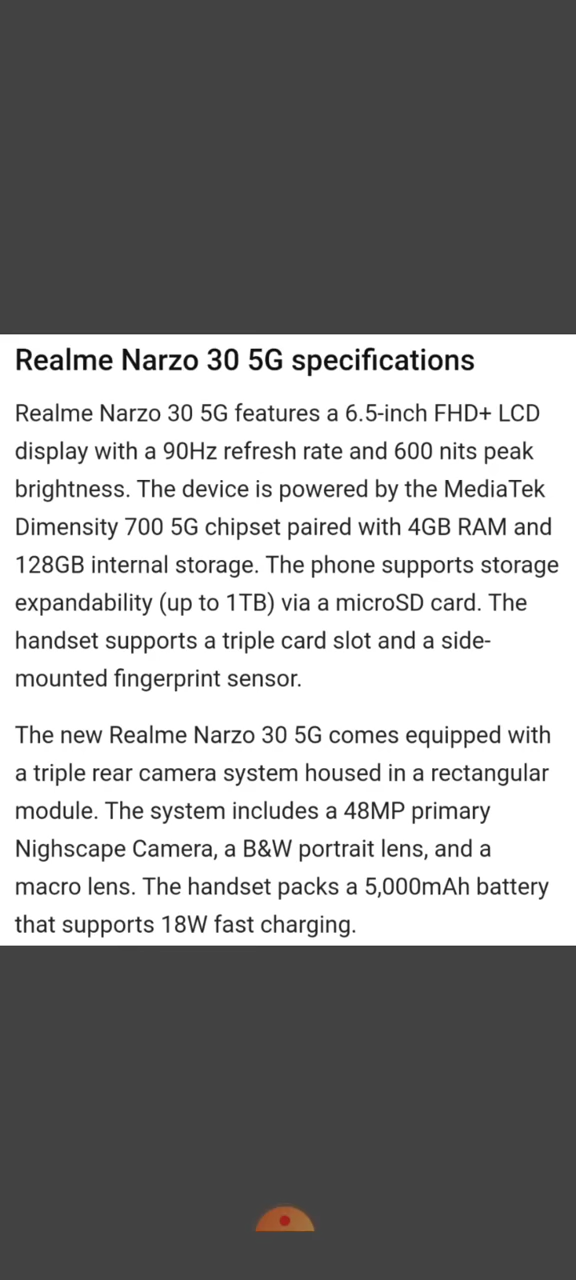 Realme Narzo 30 5G specifications
Realme Narzo 30 5G features a 6.5-inch FHD+ LCD
display with a 90Hz refresh rate and 600 nits peak
brightness. The device is powered by the MediaTek
Dimensity 700 5G chipset paired with 4GB RAM and
128GB internal storage. The phone supports storage
expandability (up to 1TB) via a microSD card. The
handset supports a triple card slot and a side-
mounted fingerprint sensor.
The new Realme Narzo 30 5G comes equipped with
a triple rear camera system housed in a rectangular
module. The system includes a 48MP primary
Nighscape Camera, a B&W portrait lens, and a
macro lens. The handset packs a 5,000mAh battery
that supports 18W fast charging.